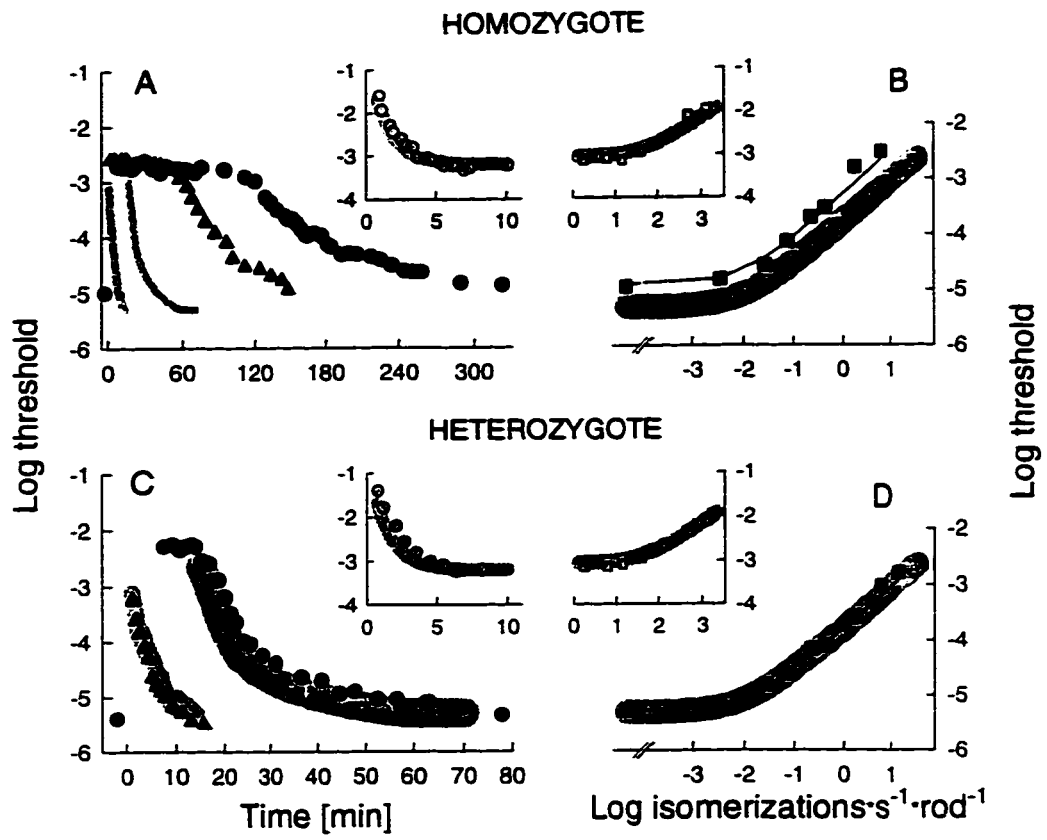 HOMOZYGOTE
A
-1
-2
-3
-4
-5
-6
0 60 120 180 240 300
-1
-2
-3
-4
0 5 10
-1
-2
-3
-4
0 1 2 3
B
-2
-3
-4
-5
-6
-3 -2 -1 0 1
Log threshold
Log threshold
HETEROZYGOTE
C
-1
-2
-3
-4
-5
-6
0 10 20 30 40 50 60 70 80
Time [min]
-1
-2
-3
-4
0 5 10
-1
-2
-3
-4
0 1 2 3
D
-2
-3
-4
-5
-6
-3 -2 -1 0 1
Log isomerizations·s⁻¹·rod⁻¹